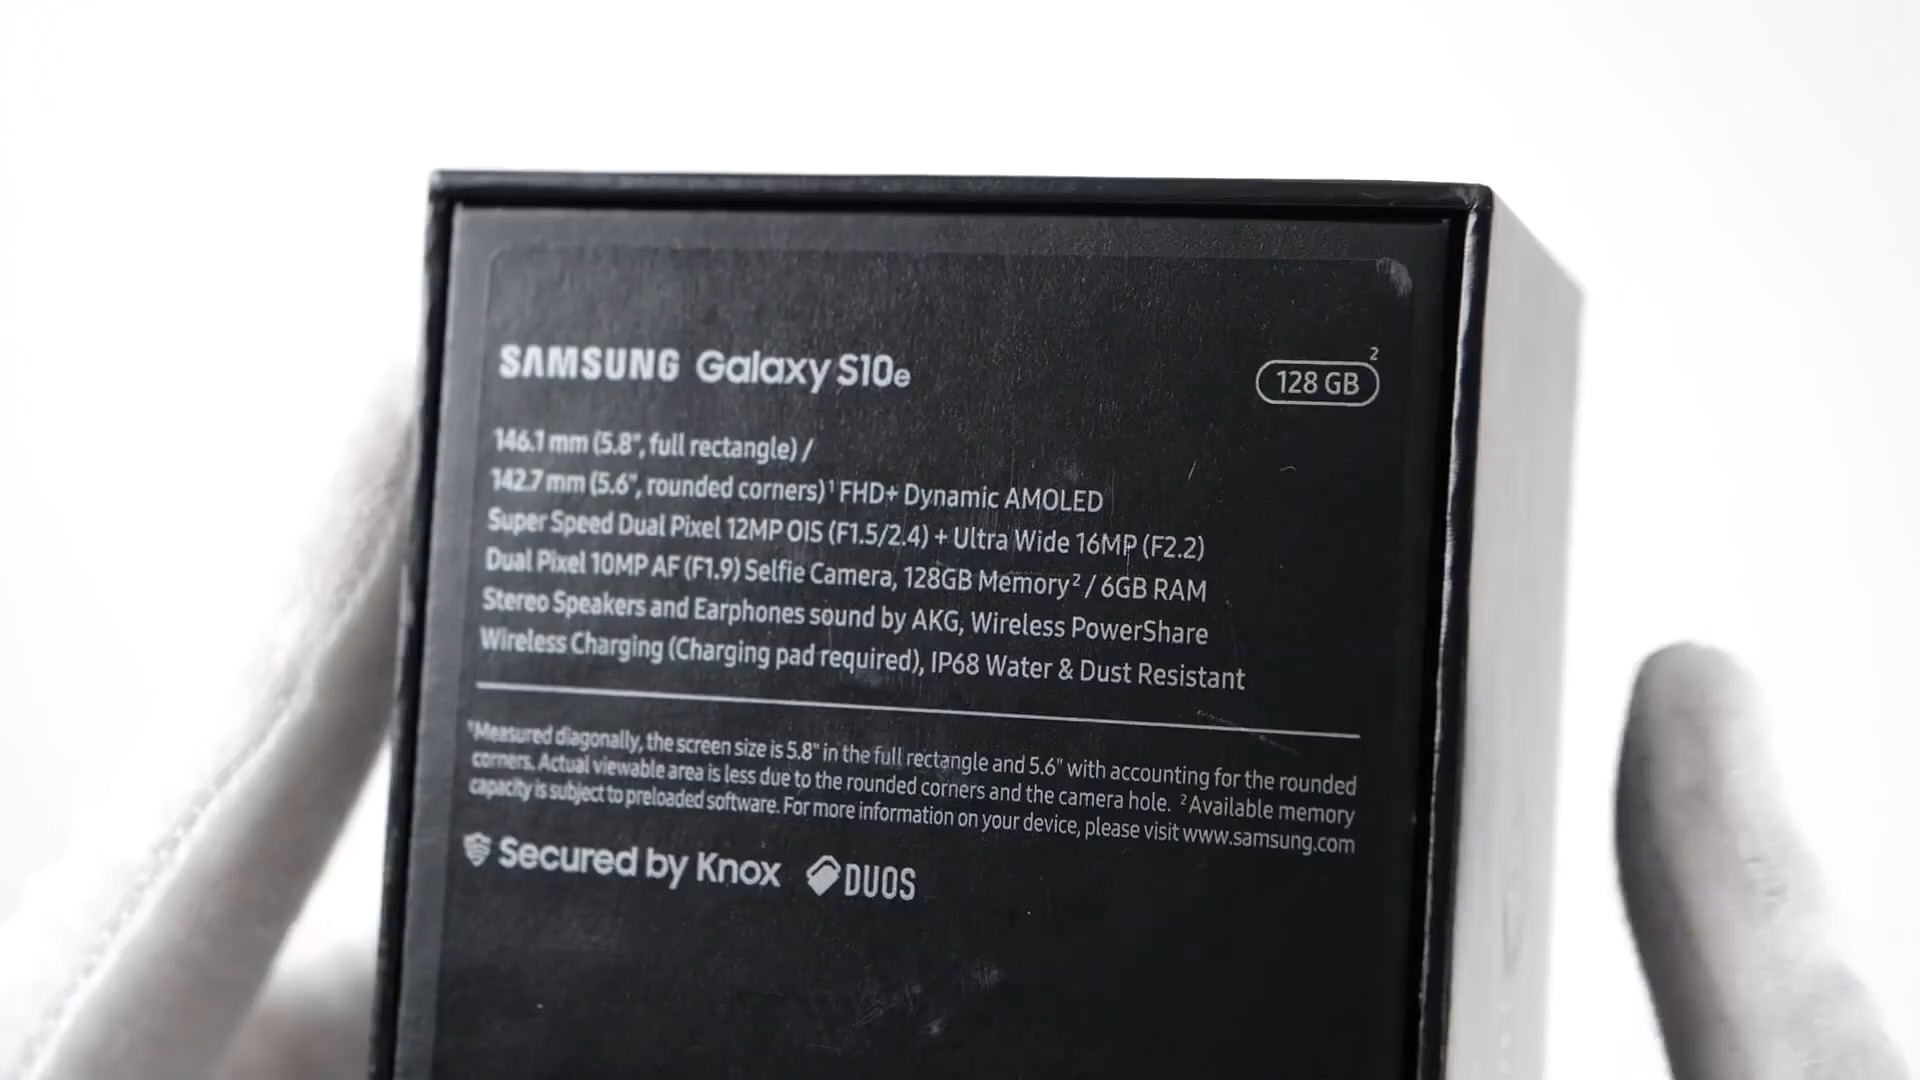 SAMSUNG Galaxy S10e
128 GB²
146.1 mm (5.8", full rectangle) /
142.7 mm (5.6", rounded corners)¹ FHD+ Dynamic AMOLED
Super Speed Dual Pixel 12MP OIS (F1.5/2.4) + Ultra Wide 16MP (F2.2)
Dual Pixel 10MP AF (F1.9) Selfie Camera, 128GB Memory² / 6GB RAM
Stereo Speakers and Earphones sound by AKG, Wireless PowerShare
Wireless Charging (Charging pad required), IP68 Water & Dust Resistant
¹Measured diagonally, the screen size is 5.8" in the full rectangle and 5.6" with accounting for the rounded
corners. Actual viewable area is less due to the rounded corners and the camera hole. ²Available memory
capacity is subject to preloaded software. For more information on your device, please visit www.samsung.com
Secured by Knox DUOS